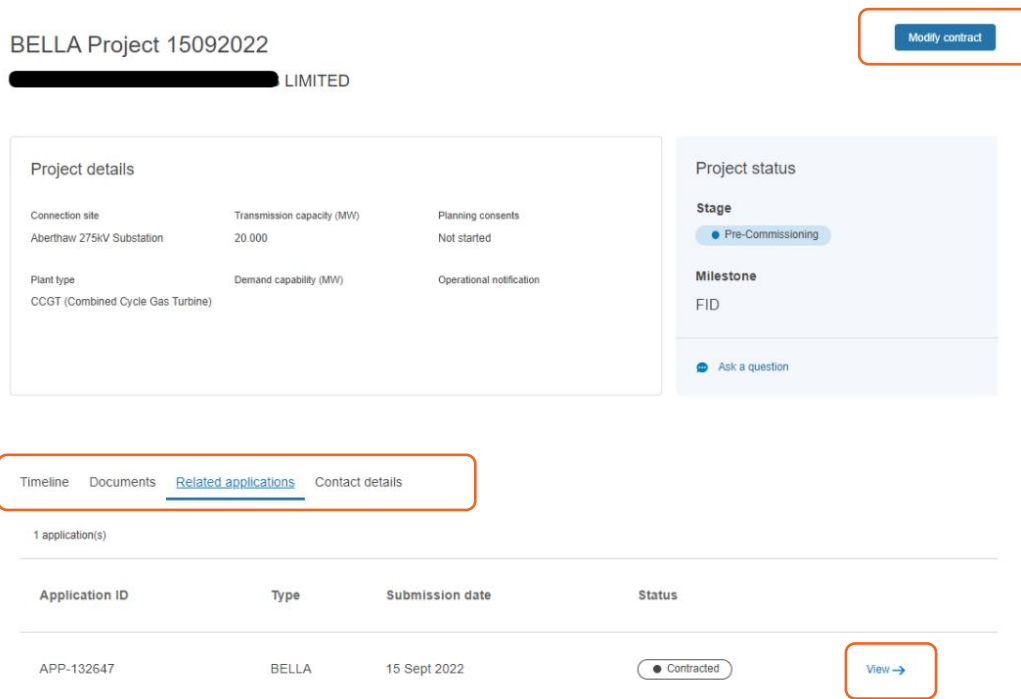 BELLA Project 15092022
Modify contract
LIMITED
Project details
Connection site
Transmission capacity (MW)
Planning consents
Aberthaw 275kV Substation
20.000
Not started
Plant type
Demand capability (MW)
Operational notification
CCGT (Combined Cycle Gas Turbine)
Project status
Stage
Pre-Commissioning
Milestone
FID
Ask a question
Timeline Documents Related applications Contact details
1 application(s)
Application ID Type Submission date Status
APP-132647 BELLA 15 Sept 2022 Contracted View →